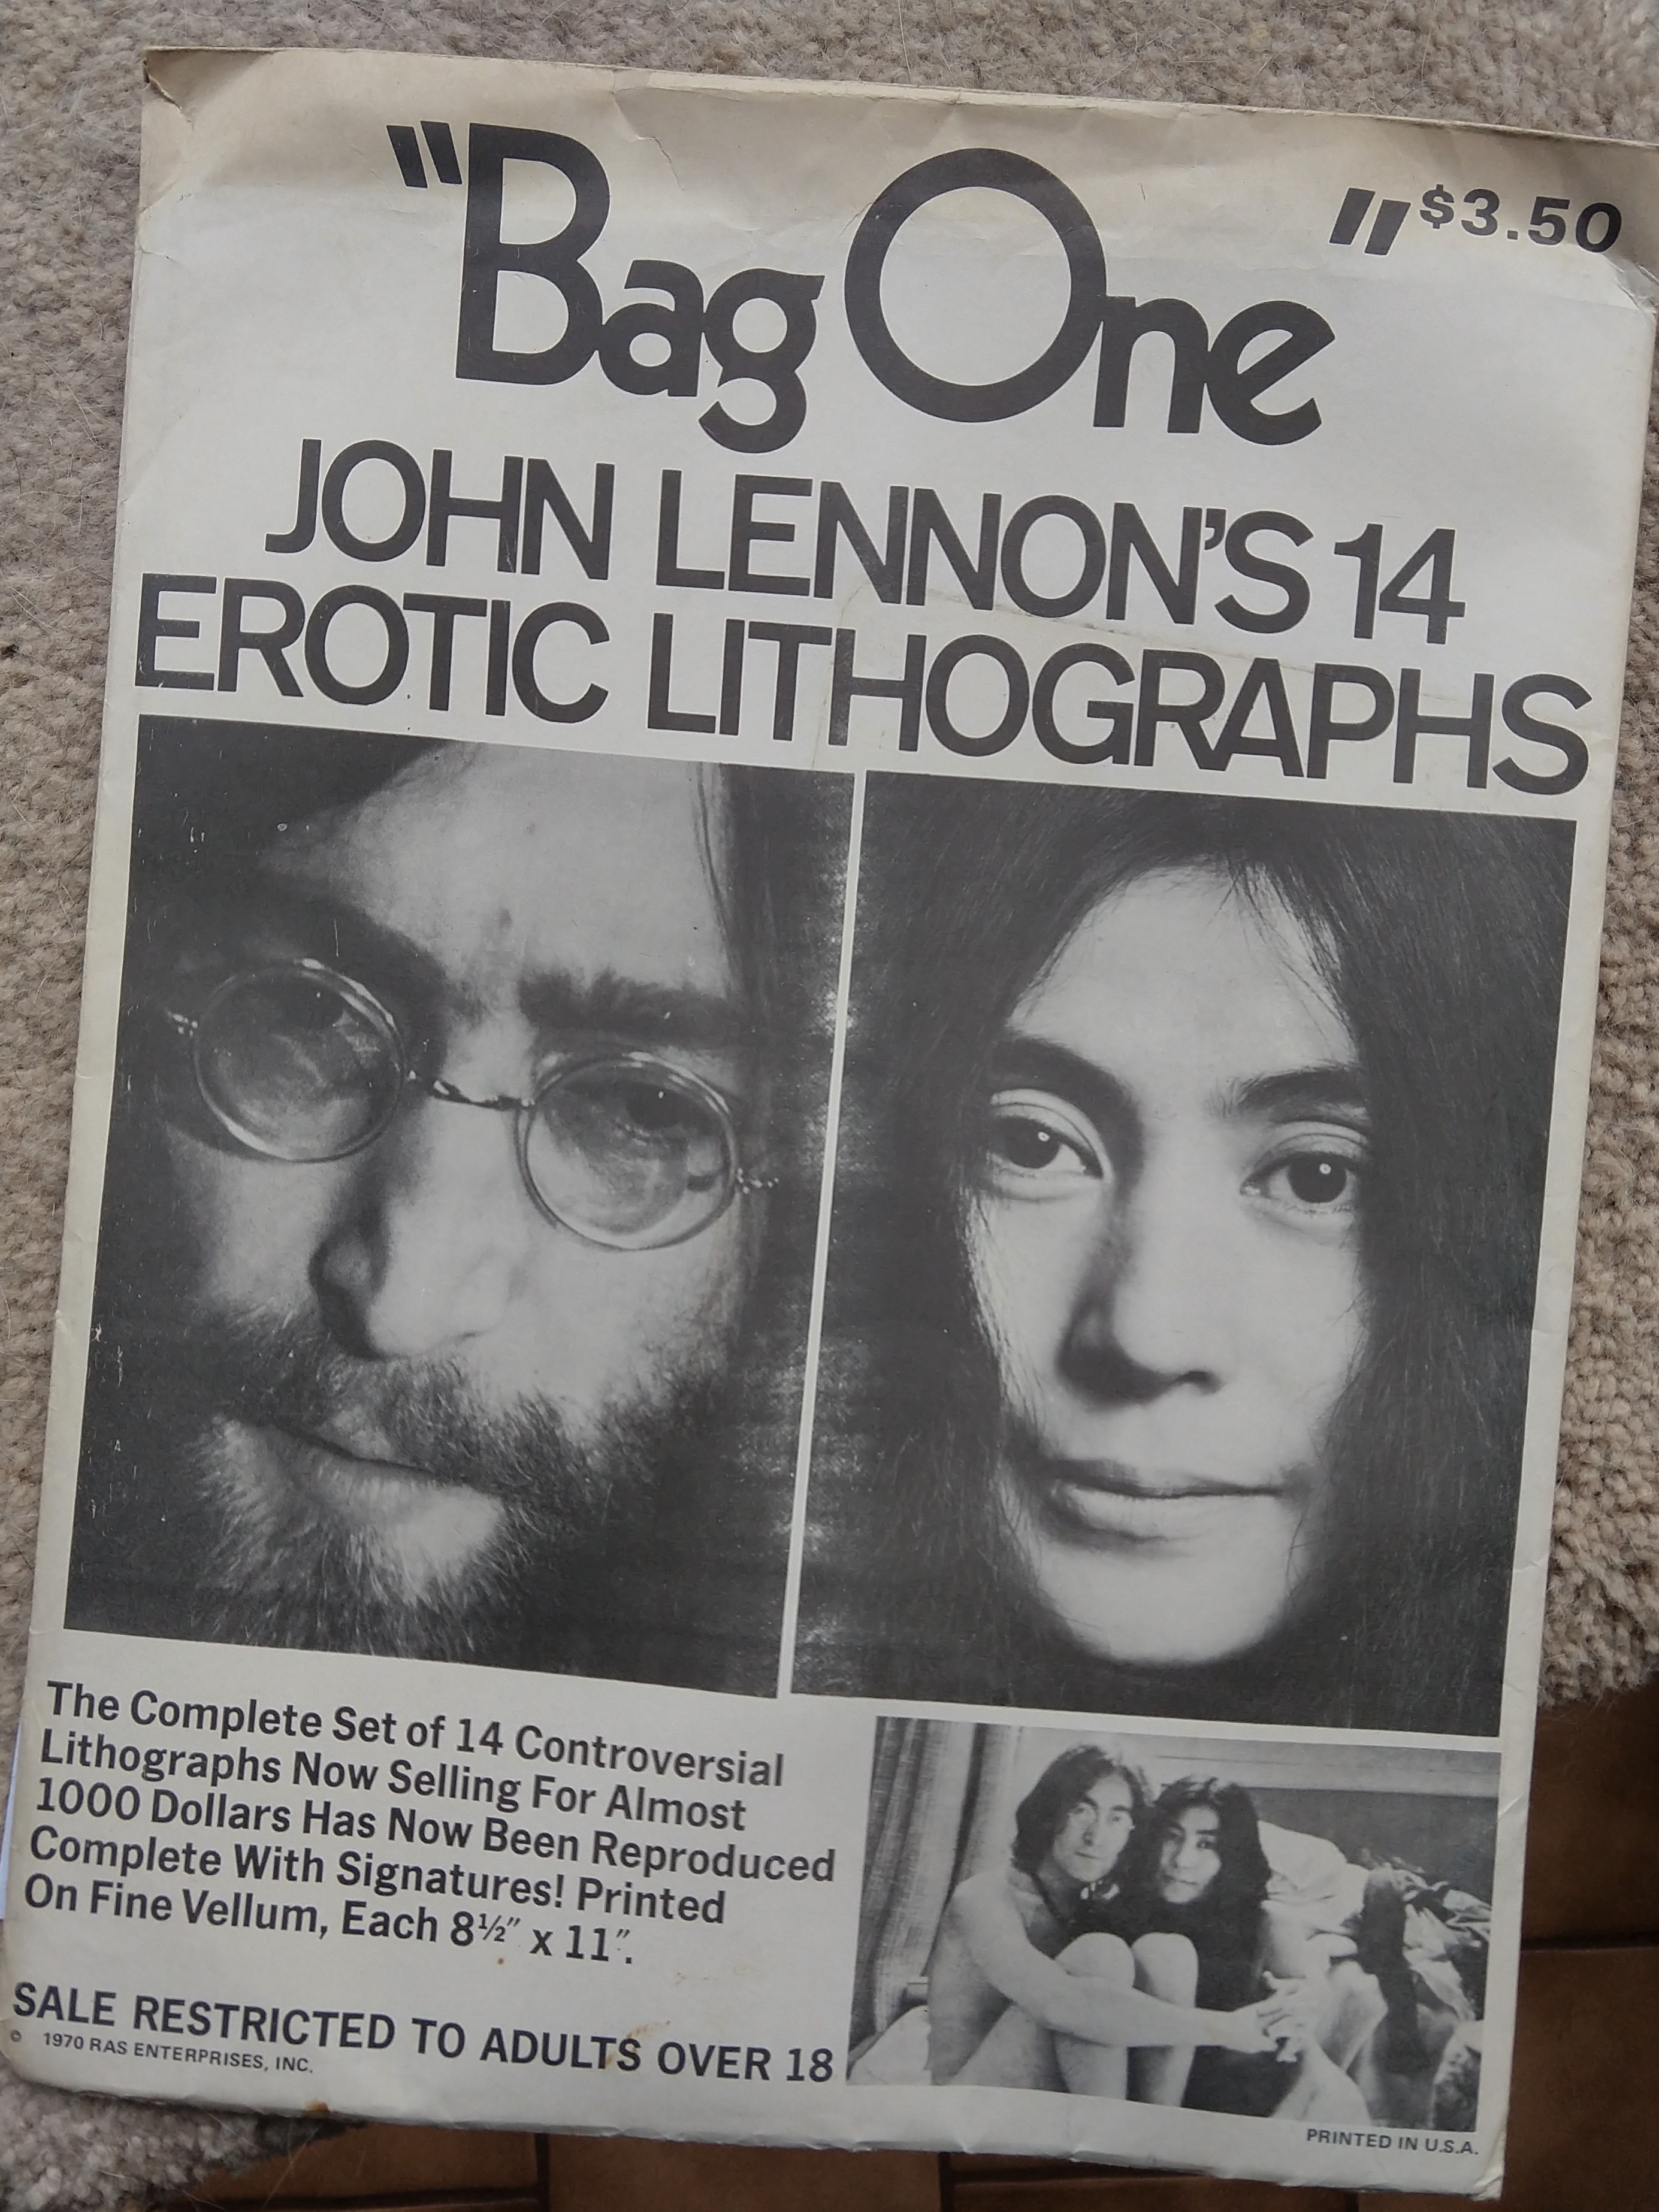 "Bag One"
$3.50
JOHN LENNON'S 14
EROTIC LITHOGRAPHS
The Complete Set of 14 Controversial
Lithographs Now Selling For Almost
1000 Dollars Has Now Been Reproduced
Complete With Signatures! Printed
On Fine Vellum, Each 8½" x 11".
SALE RESTRICTED TO ADULTS OVER 18
© 1970 RAS ENTERPRISES, INC.
PRINTED IN U.S.A.